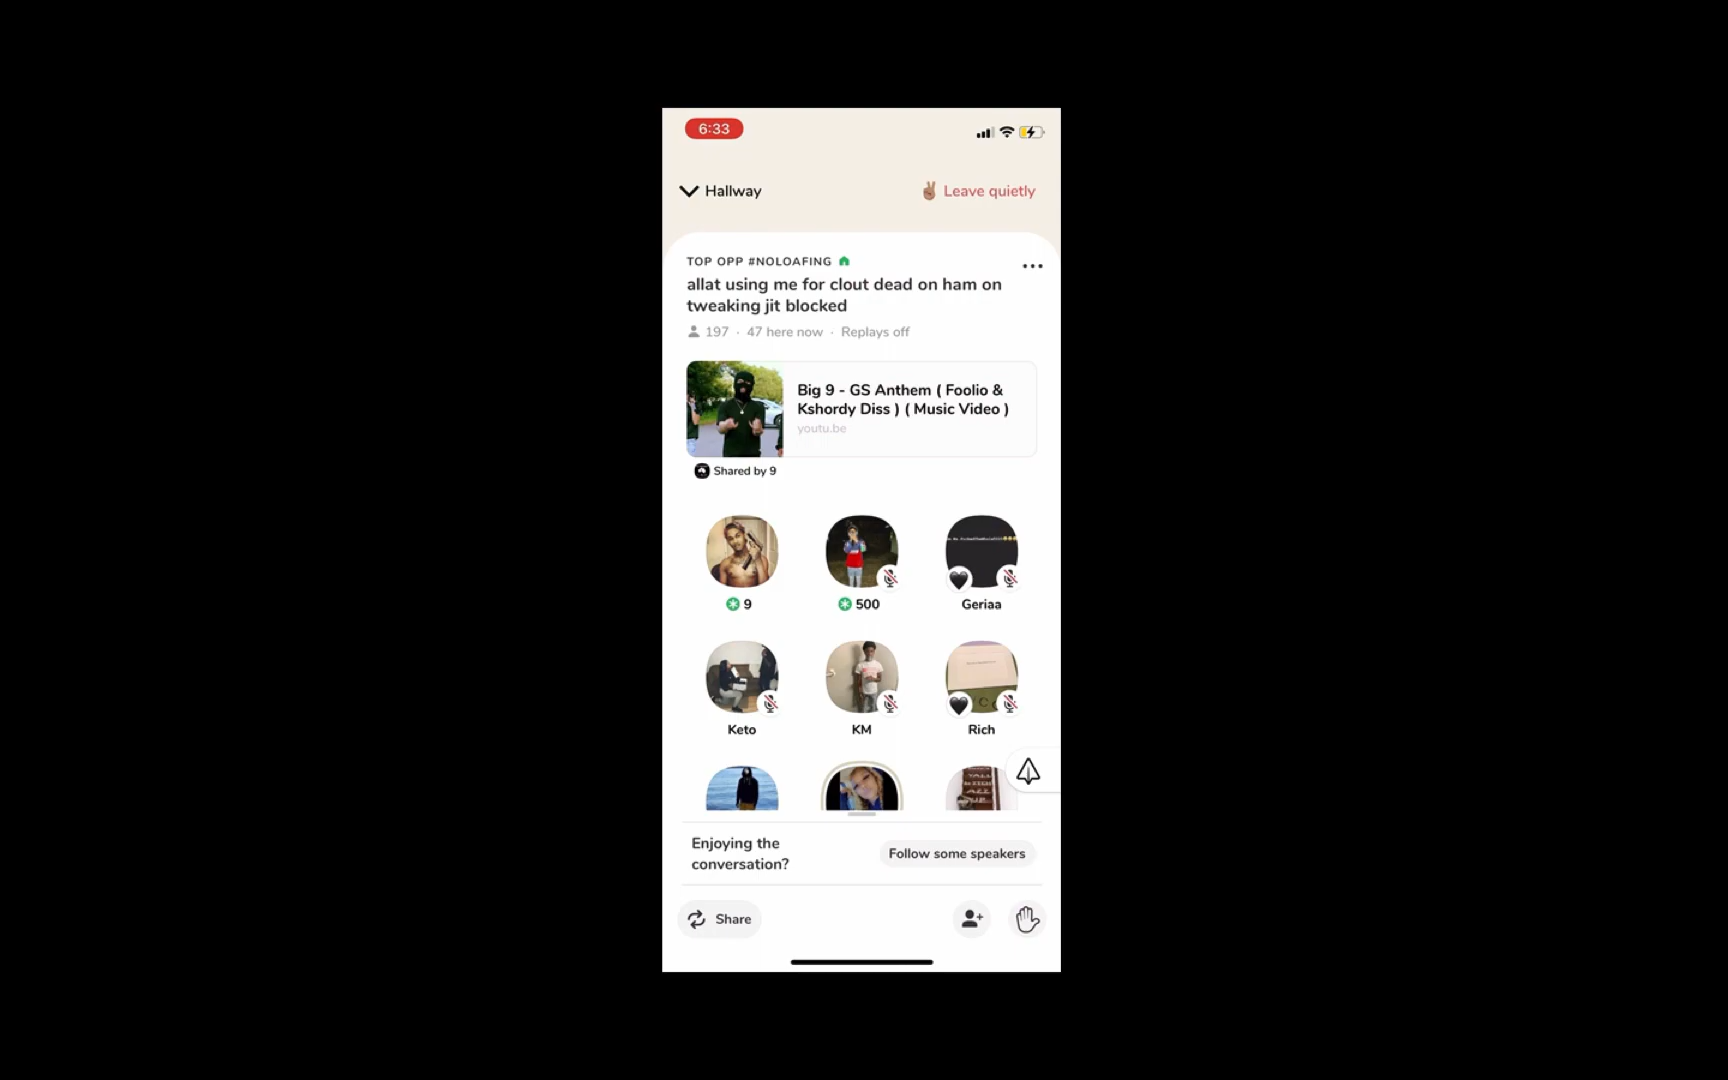 6:33
Hallway
Leave quietly
TOP OPP #NOLOAFING
allat using me for clout dead on ham on
tweaking jit blocked
197 · 47 here now · Replays off
Big 9 - GS Anthem ( Foolio &
Kshordy Diss ) ( Music Video )
youtu.be
Shared by 9
9
500
Geriaa
Keto
KM
Rich
Enjoying the
conversation?
Follow some speakers
Share